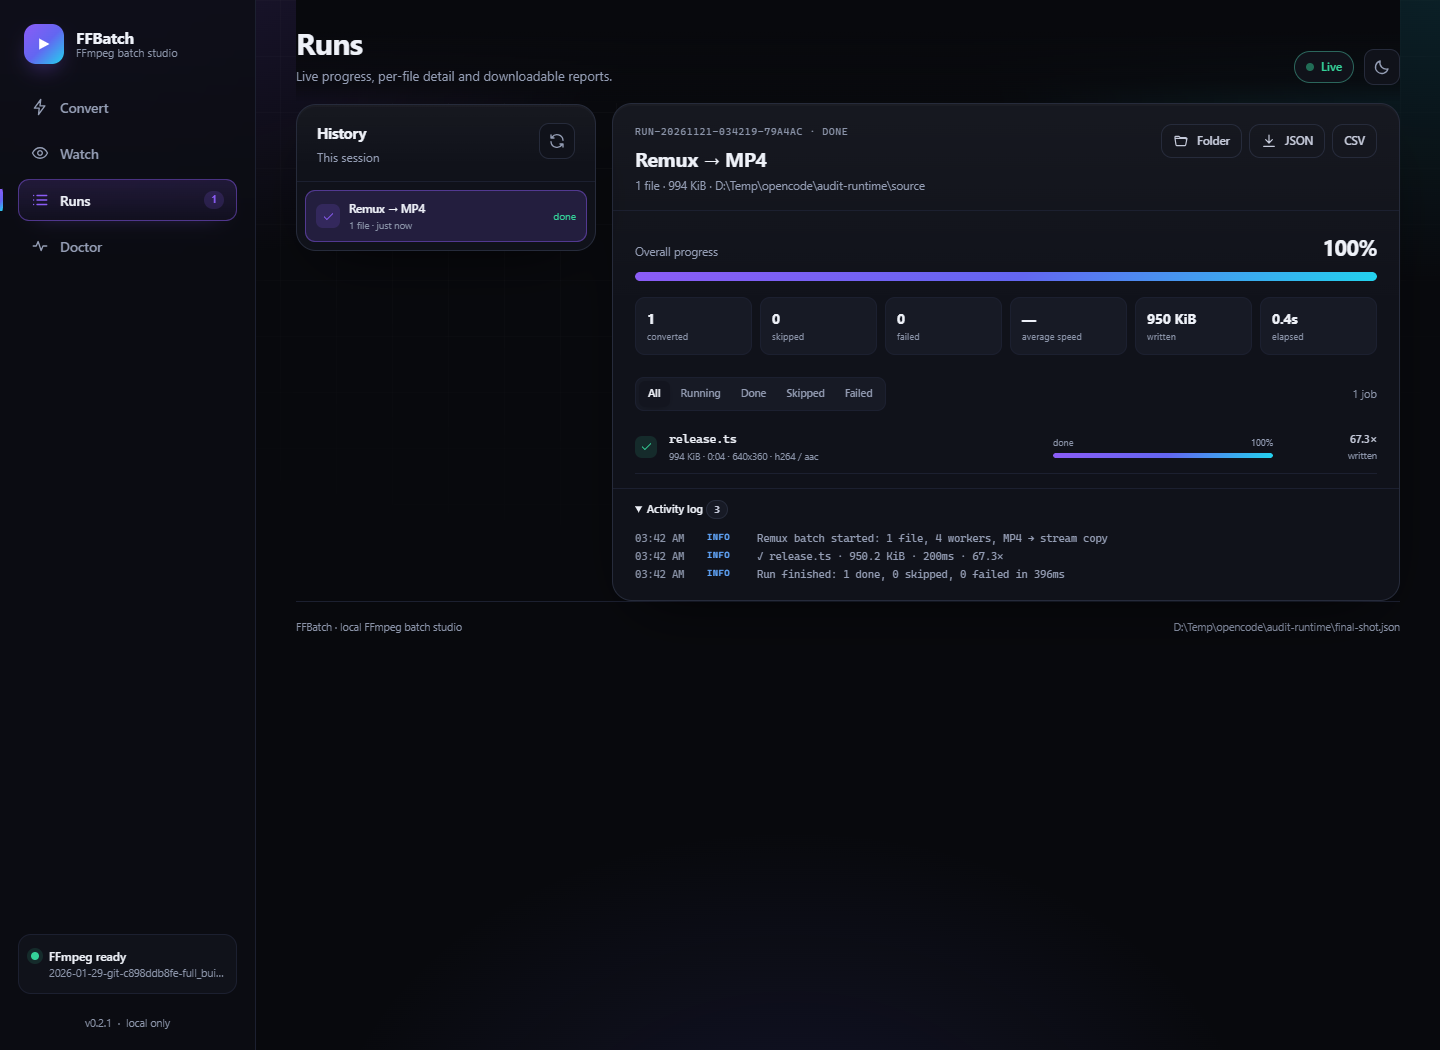 FFBatch
FFmpeg batch studio
Convert
Watch
Runs 1
Doctor
FFmpeg ready
2026-01-29-git-c898ddb8fe-full_bui...
v0.2.1 · local only
Runs
Live progress, per-file detail and downloadable reports.
Live
History
This session
Remux → MP4
1 file · just now
done
RUN-20261121-034219-79A4AC · DONE
Remux → MP4
1 file · 994 KiB · D:\Temp\opencode\audit-runtime\source
Folder
JSON
CSV
Overall progress
100%
1
converted
0
skipped
0
failed
—
average speed
950 KiB
written
0.4s
elapsed
All Running Done Skipped Failed
1 job
release.ts
994 KiB · 0:04 · 640x360 · h264 / aac
done 100%
67.3×
written
▼ Activity log 3
03:42 AM INFO Remux batch started: 1 file, 4 workers, MP4 → stream copy
03:42 AM INFO ✓ release.ts · 950.2 KiB · 200ms · 67.3×
03:42 AM INFO Run finished: 1 done, 0 skipped, 0 failed in 396ms
FFBatch · local FFmpeg batch studio
D:\Temp\opencode\audit-runtime\final-shot.json